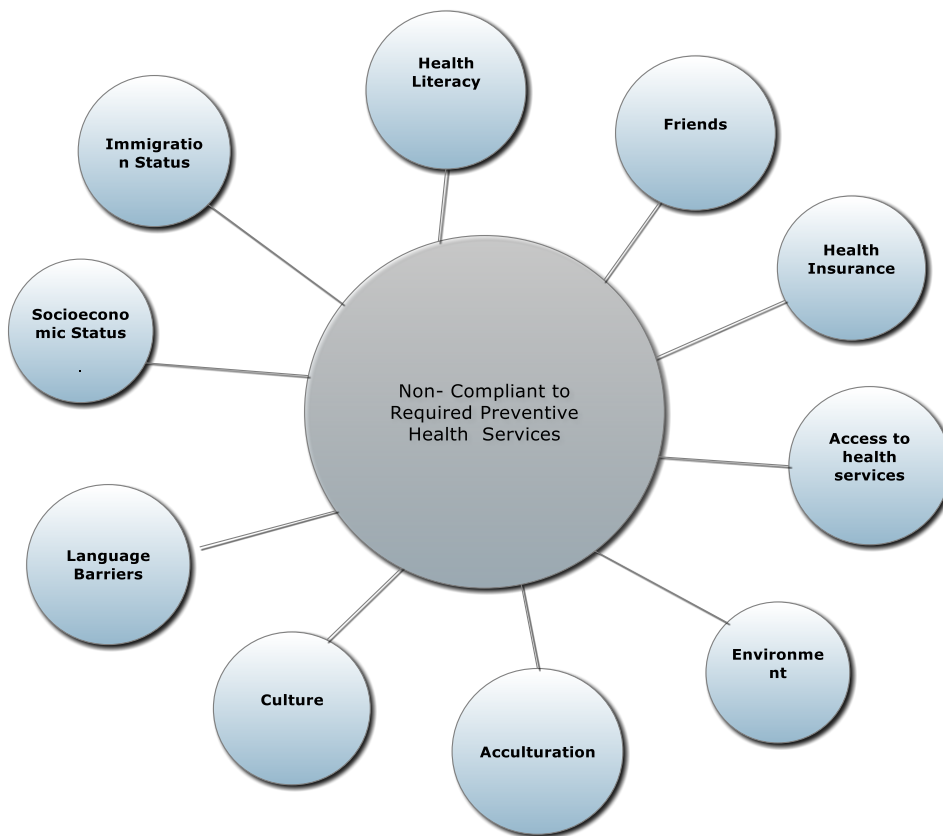 Health
Literacy
Friends
Immigratio
n Status
Health
Insurance
Socioecono
mic Status
.
Non- Compliant to
Required Preventive
Health  Services
Access to
health
services
Language
Barriers
Environme
nt
Culture
Acculturation